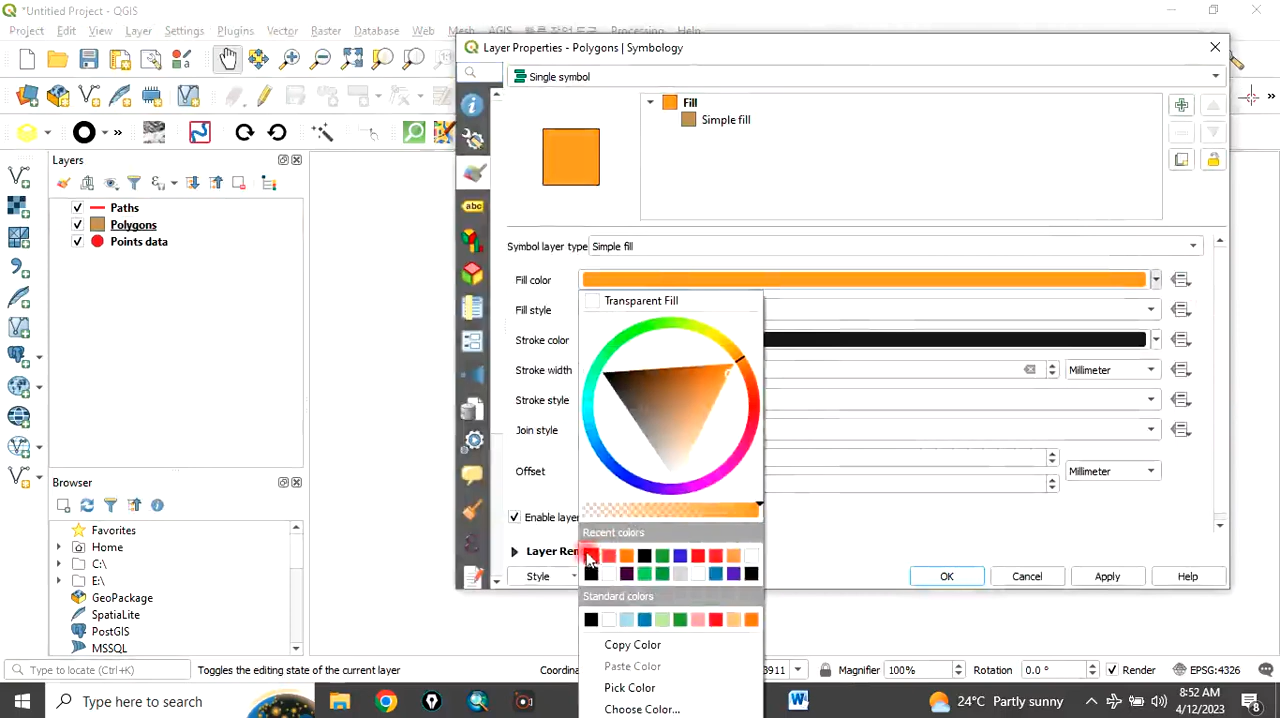 *Untitled Project - QGIS
Project Edit View Layer Settings Plugins Vector Raster Database Web Mesh Processing Help
Layer Properties - Polygons | Symbology
Single symbol
Fill
Simple fill
Layers
Paths
Polygons
Points data
abc
Symbol layer type Simple fill
Fill color
Transparent Fill
Fill style
Stroke color
Stroke width
Millimeter
Stroke style
Join style
Offset
Millimeter
Browser
Enable laye
Favorites
Home
C:\
E:\
GeoPackage
SpatiaLite
PostGIS
MSSQL
Recent colors
Layer Ren
Style
OK
Cancel
Apply
Help
Standard colors
Copy Color
Paste Color
Pick Color
Choose Color...
Type to locate (Ctrl+K)
Toggles the editing state of the current layer
Coordina
8911
Magnifier 100%
Rotation 0.0 °
Render
EPSG:4326
Type here to search
24°C Partly sunny
8:52 AM
4/12/2023
8